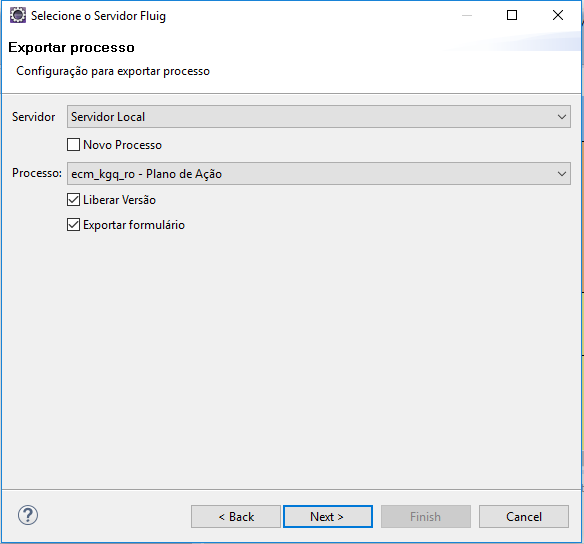 Selecione o Servidor Fluig
Exportar processo
Configuração para exportar processo
Servidor Servidor Local
Novo Processo
Processo: ecm_kgq_ro - Plano de Ação
Liberar Versão
Exportar formulário
? < Back Next > Finish Cancel